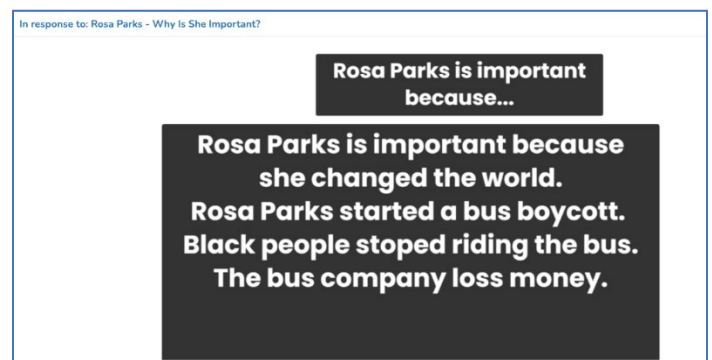 In response to: Rosa Parks - Why Is She Important?
Rosa Parks is important
because...
Rosa Parks is important because
she changed the world.
Rosa Parks started a bus boycott.
Black people stoped riding the bus.
The bus company loss money.